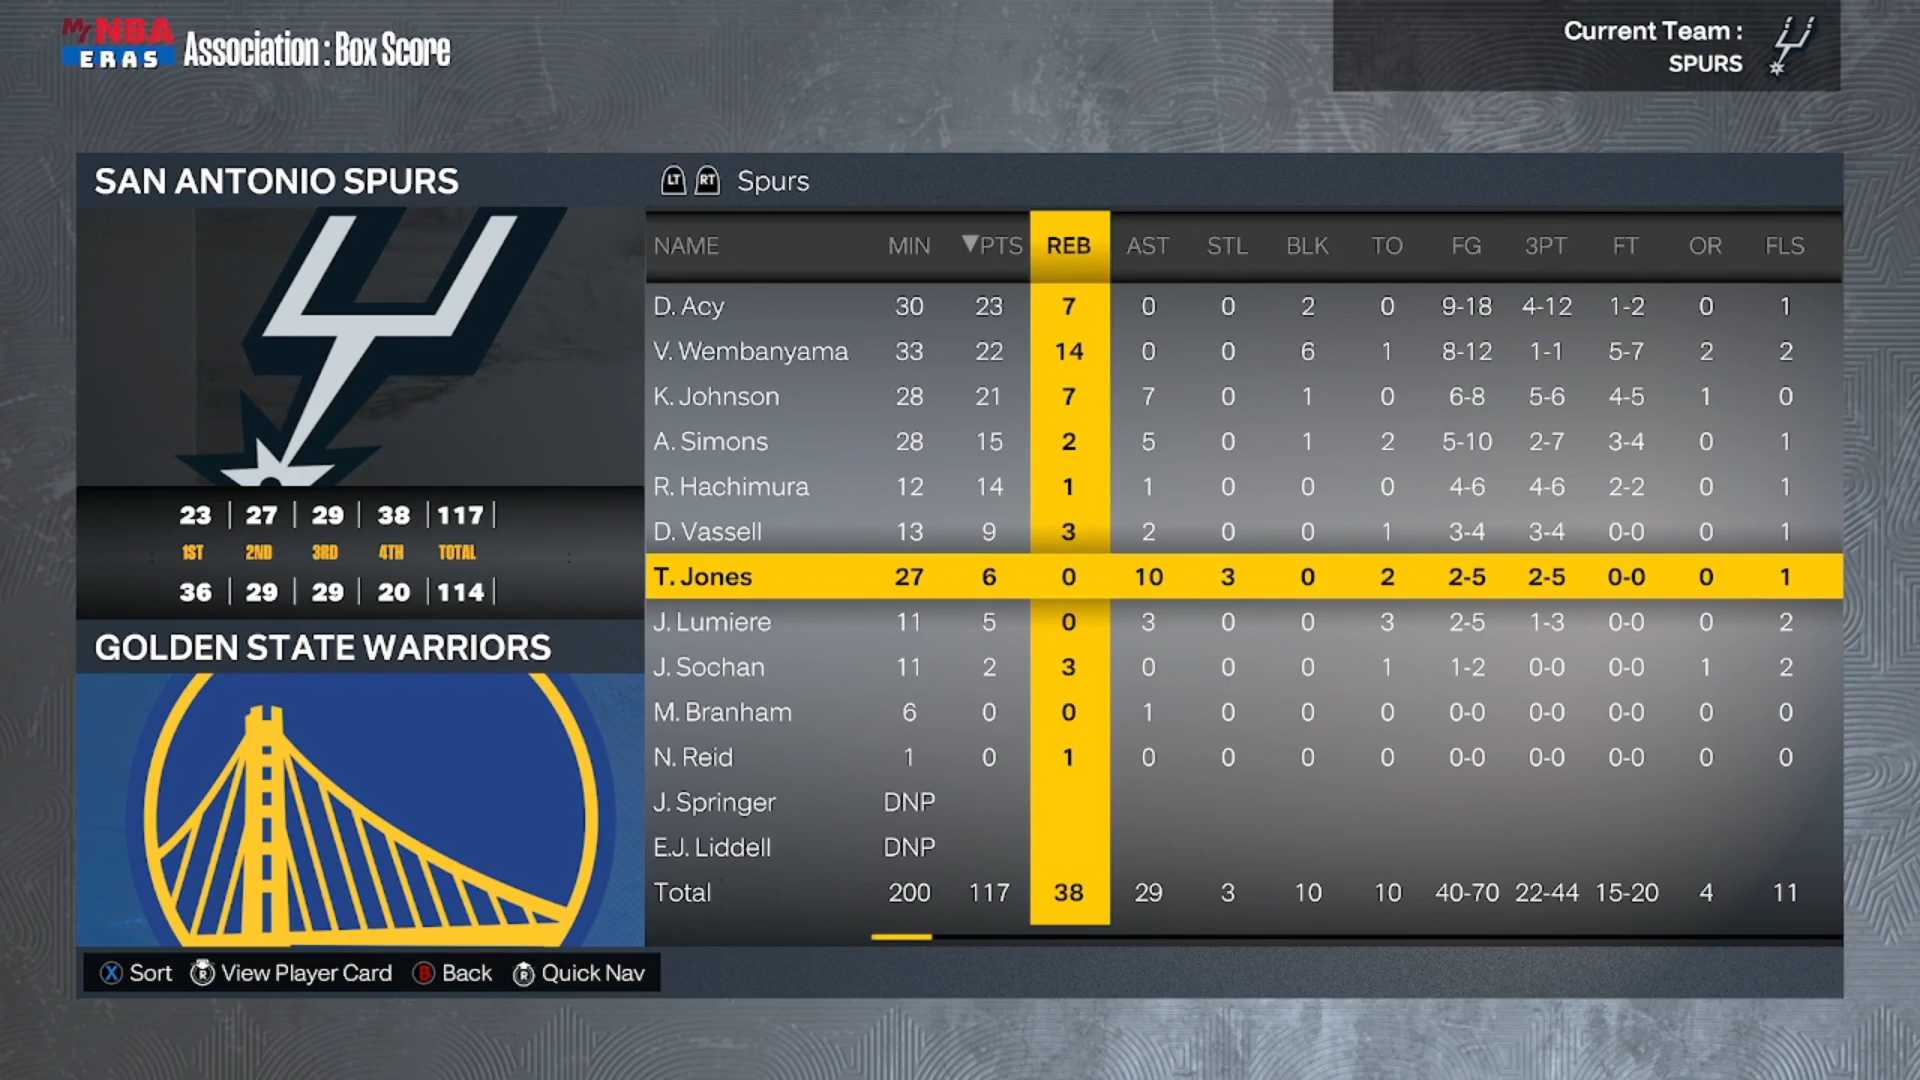 My NBA ERAS Association : Box Score
Current Team :
SPURS
SAN ANTONIO SPURS
23 | 27 | 29 | 38 | 117 |
1ST 2ND 3RD 4TH TOTAL
36 | 29 | 29 | 20 | 114 |
GOLDEN STATE WARRIORS
LT RT Spurs
NAME MIN ▼PTS REB AST STL BLK TO FG 3PT FT OR FLS
D. Acy 30 23 7 0 0 2 0 9-18 4-12 1-2 0 1
V. Wembanyama 33 22 14 0 0 6 1 8-12 1-1 5-7 2 2
K. Johnson 28 21 7 7 0 1 0 6-8 5-6 4-5 1 0
A. Simons 28 15 2 5 0 1 2 5-10 2-7 3-4 0 1
R. Hachimura 12 14 1 1 0 0 0 4-6 4-6 2-2 0 1
D. Vassell 13 9 3 2 0 0 1 3-4 3-4 0-0 0 1
T. Jones 27 6 0 10 3 0 2 2-5 2-5 0-0 0 1
J. Lumiere 11 5 0 3 0 0 3 2-5 1-3 0-0 0 2
J. Sochan 11 2 3 0 0 0 1 1-2 0-0 0-0 1 2
M. Branham 6 0 0 1 0 0 0 0-0 0-0 0-0 0 0
N. Reid 1 0 1 0 0 0 0 0-0 0-0 0-0 0 0
J. Springer DNP
E.J. Liddell DNP
Total 200 117 38 29 3 10 10 40-70 22-44 15-20 4 11
X Sort R View Player Card B Back R Quick Nav